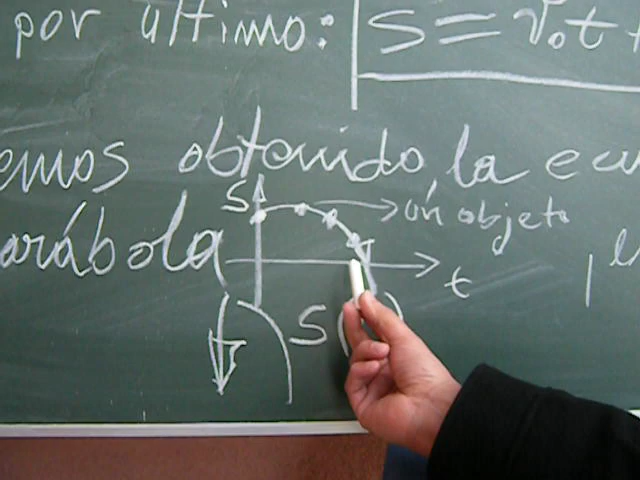 por último: S = V₀t +
emos obtenido la ecu
arábola
S → un objeto
t
S (